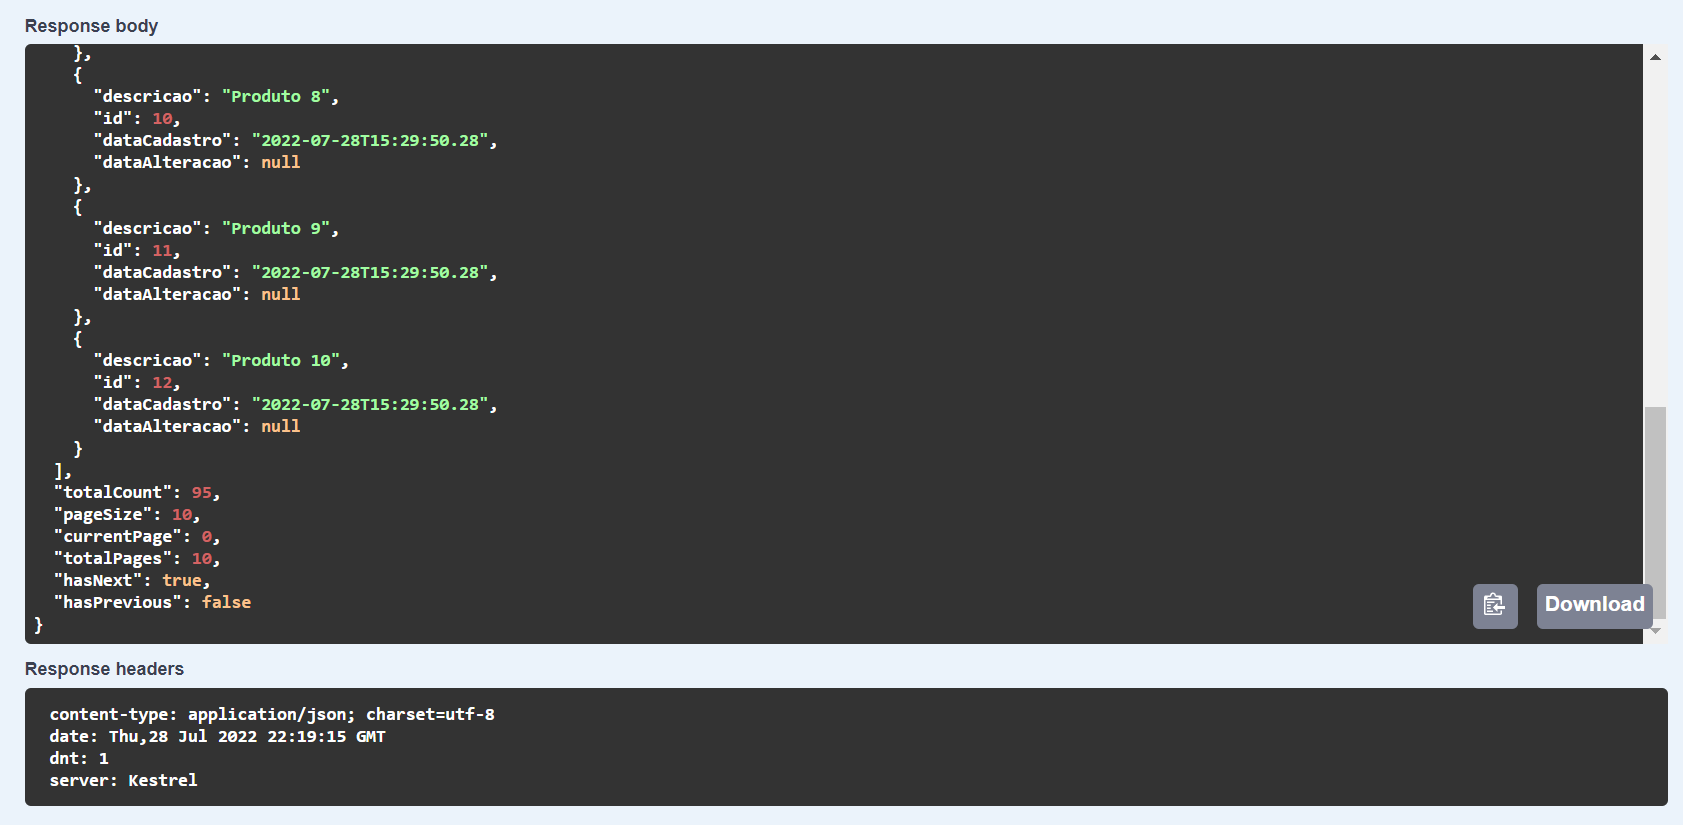 Response body
},
{
"descricao": "Produto 8",
"id": 10,
"dataCadastro": "2022-07-28T15:29:50.28",
"dataAlteracao": null
},
{
"descricao": "Produto 9",
"id": 11,
"dataCadastro": "2022-07-28T15:29:50.28",
"dataAlteracao": null
},
{
"descricao": "Produto 10",
"id": 12,
"dataCadastro": "2022-07-28T15:29:50.28",
"dataAlteracao": null
}
],
"totalCount": 95,
"pageSize": 10,
"currentPage": 0,
"totalPages": 10,
"hasNext": true,
"hasPrevious": false
}
Download
Response headers
content-type: application/json; charset=utf-8
date: Thu,28 Jul 2022 22:19:15 GMT
dnt: 1
server: Kestrel